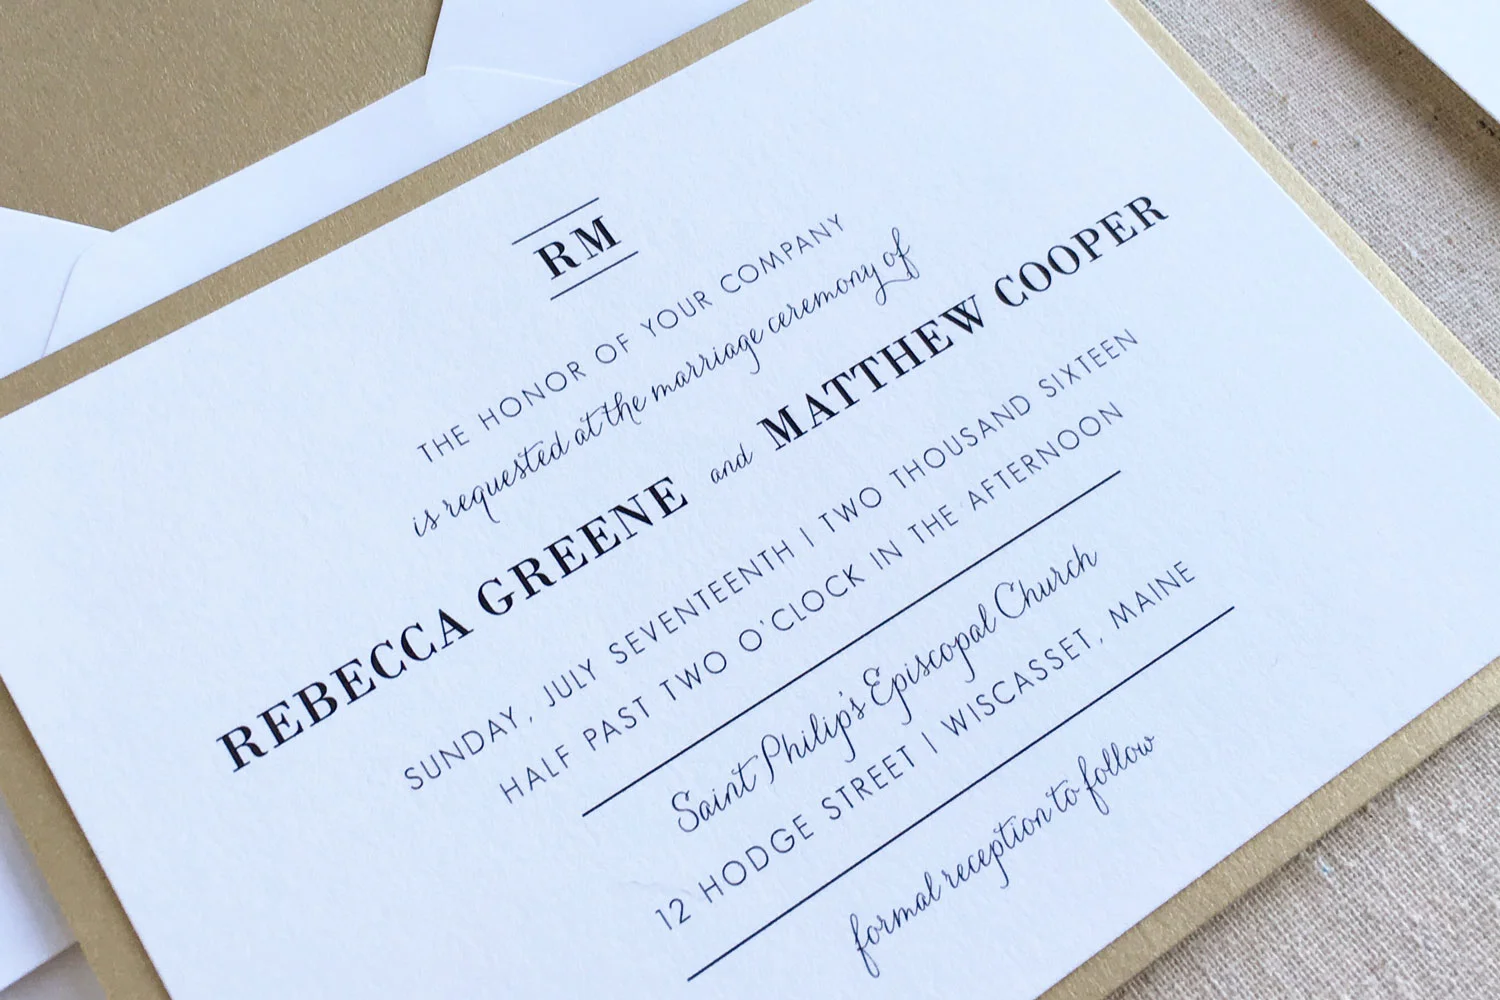 RM
THE HONOR OF YOUR COMPANY
is requested at the marriage ceremony of
REBECCA GREENE and MATTHEW COOPER
SUNDAY, JULY SEVENTEENTH | TWO THOUSAND SIXTEEN
HALF PAST TWO O'CLOCK IN THE AFTERNOON
Saint Philip's Episcopal Church
12 HODGE STREET | WISCASSET, MAINE
formal reception to follow